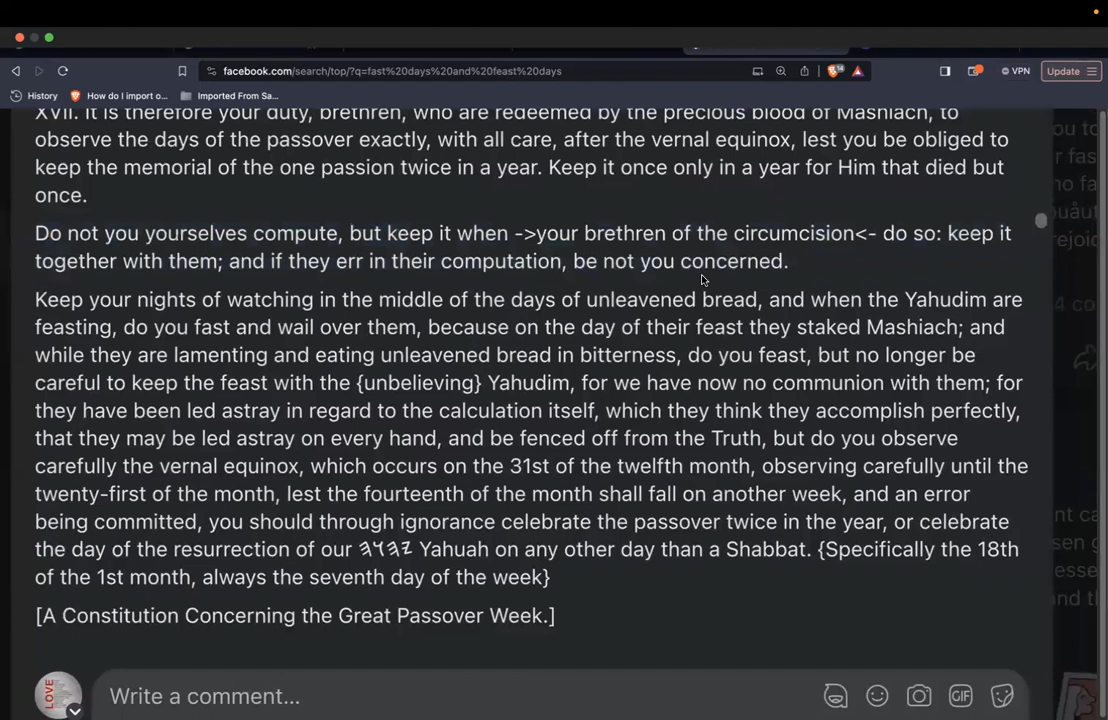 facebook.com/search/top/?q=fast%20days%20and%20feast%20days
VPN
Update
History
How do I import o...
Imported From Sa...
XVII. It is therefore your duty, brethren, who are redeemed by the precious blood of Mashiach, to
observe the days of the passover exactly, with all care, after the vernal equinox, lest you be obliged to
keep the memorial of the one passion twice in a year. Keep it once only in a year for Him that died but
once.
Do not you yourselves compute, but keep it when ->your brethren of the circumcision<- do so: keep it
together with them; and if they err in their computation, be not you concerned.
Keep your nights of watching in the middle of the days of unleavened bread, and when the Yahudim are
feasting, do you fast and wail over them, because on the day of their feast they staked Mashiach; and
while they are lamenting and eating unleavened bread in bitterness, do you feast, but no longer be
careful to keep the feast with the {unbelieving} Yahudim, for we have now no communion with them; for
they have been led astray in regard to the calculation itself, which they think they accomplish perfectly,
that they may be led astray on every hand, and be fenced off from the Truth, but do you observe
carefully the vernal equinox, which occurs on the 31st of the twelfth month, observing carefully until the
twenty-first of the month, lest the fourteenth of the month shall fall on another week, and an error
being committed, you should through ignorance celebrate the passover twice in the year, or celebrate
the day of the resurrection of our 𐤉𐤄𐤅𐤄 Yahuah on any other day than a Shabbat. {Specifically the 18th
of the 1st month, always the seventh day of the week}
[A Constitution Concerning the Great Passover Week.]
LOVE
Write a comment...
GIF